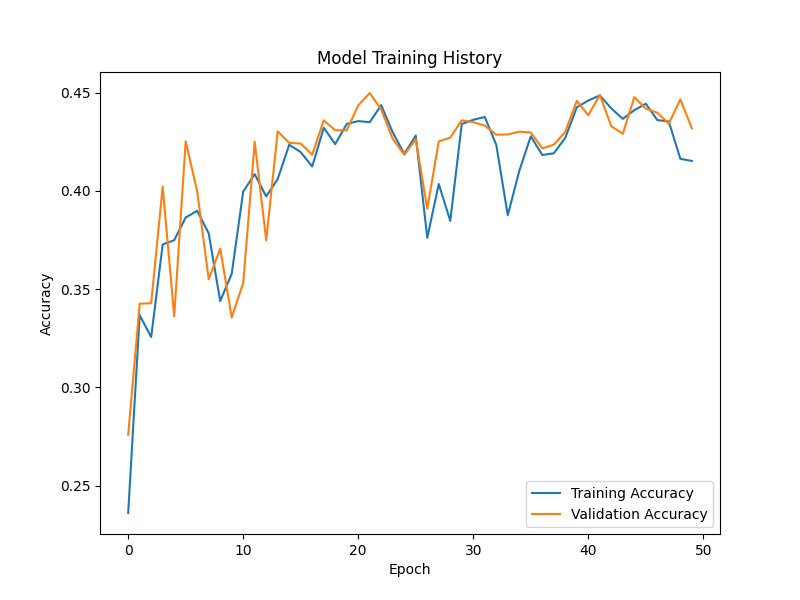 Model Training History
0.45
0.40
0.35
0.30
0.25
Accuracy
Training Accuracy
Validation Accuracy
0 10 20 30 40 50
Epoch